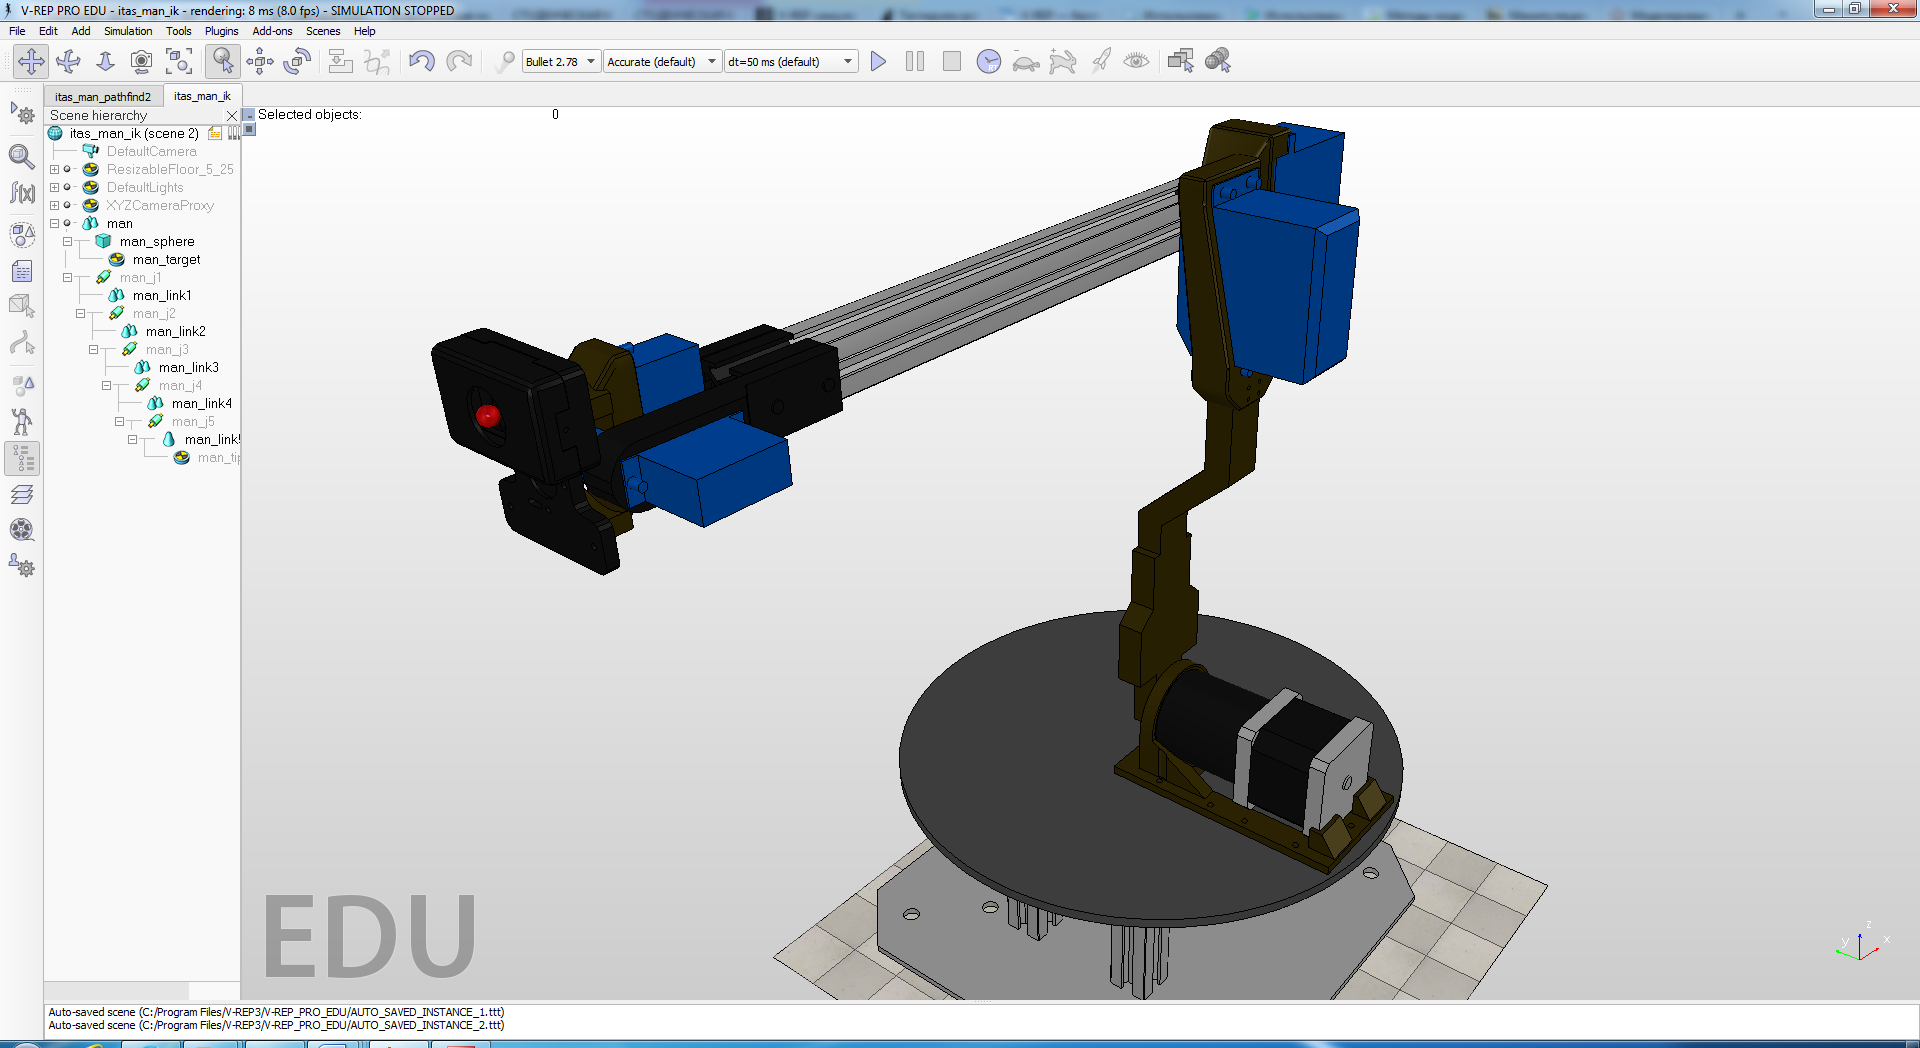 V-REP PRO EDU - itas_man_ik - rendering: 8 ms (8.0 fps) - SIMULATION STOPPED
File Edit Add Simulation Tools Plugins Add-ons Scenes Help
Bullet 2.78 Accurate (default) dt=50 ms (default)
itas_man_pathfind2 itas_man_ik
Scene hierarchy
Selected objects: 0
itas_man_ik (scene 2)
DefaultCamera
ResizableFloor_5_25
DefaultLights
XYZCameraProxy
man
man_sphere
man_target
man_j1
man_link1
man_j2
man_link2
man_j3
man_link3
man_j4
man_link4
man_j5
man_link5
man_tip
f(x)
EDU
z
y
x
Auto-saved scene (C:/Program Files/V-REP3/V-REP_PRO_EDU/AUTO_SAVED_INSTANCE_1.ttt)
Auto-saved scene (C:/Program Files/V-REP3/V-REP_PRO_EDU/AUTO_SAVED_INSTANCE_2.ttt)